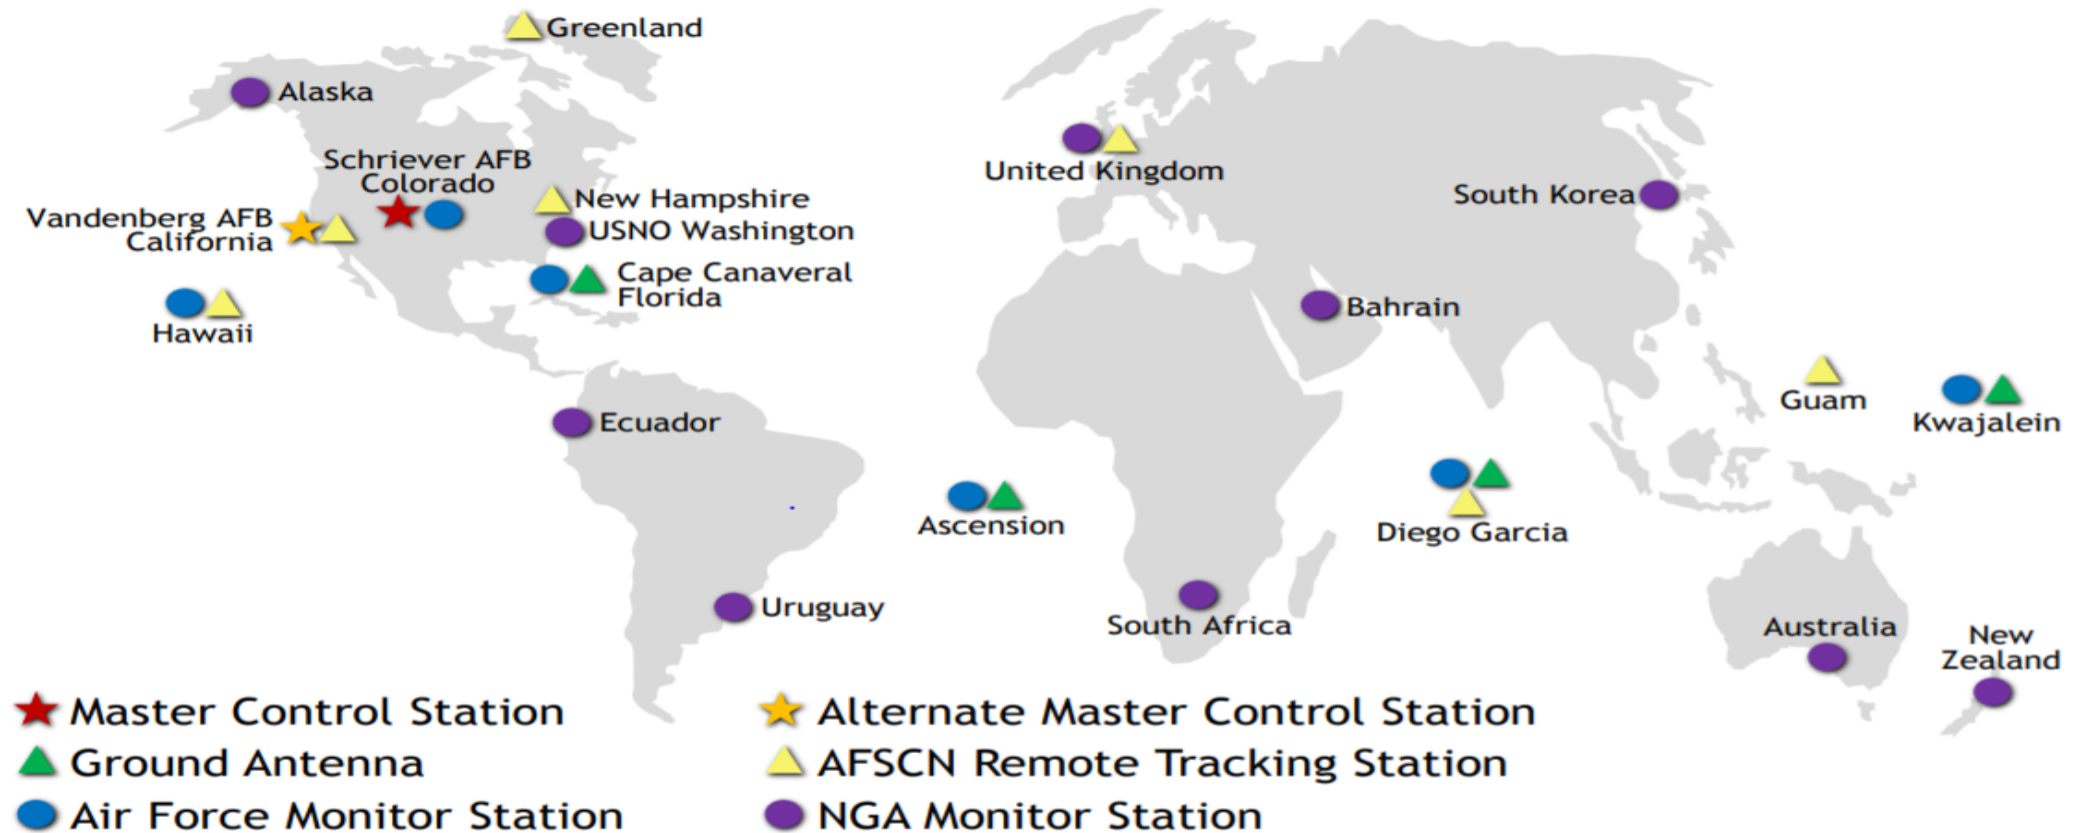 Greenland
Alaska
Schriever AFB
Colorado
Vandenberg AFB
California
New Hampshire
USNO Washington
Cape Canaveral
Florida
Hawaii
United Kingdom
South Korea
Bahrain
Guam
Kwajalein
Ecuador
Ascension
Diego Garcia
Uruguay
South Africa
Australia
New
Zealand
Master Control Station
Alternate Master Control Station
Ground Antenna
AFSCN Remote Tracking Station
Air Force Monitor Station
NGA Monitor Station